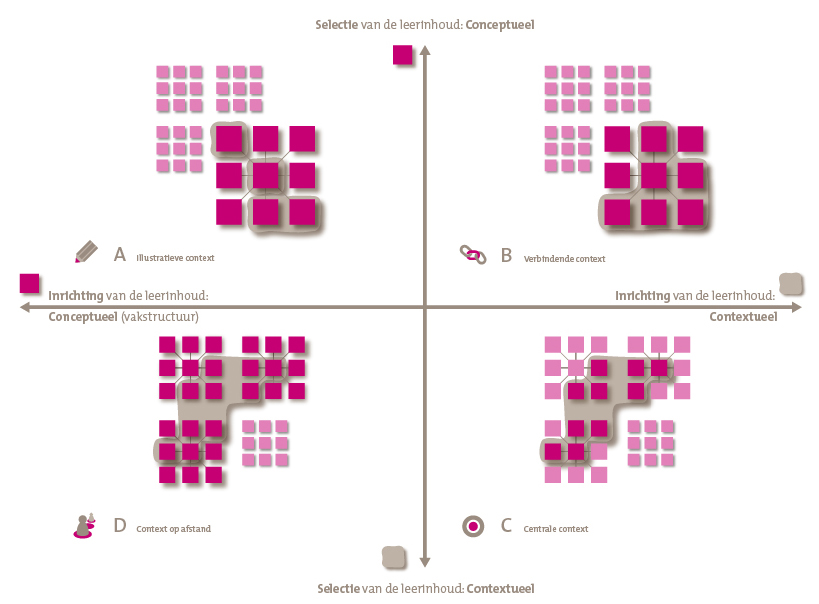 Selectie van de leerinhoud: Conceptueel
A Illustratieve context
B Verbindende context
Inrichting van de leerinhoud:
Conceptueel (vakstructuur)
Inrichting van de leerinhoud:
Contextueel
D Context op afstand
C Centrale context
Selectie van de leerinhoud: Contextueel